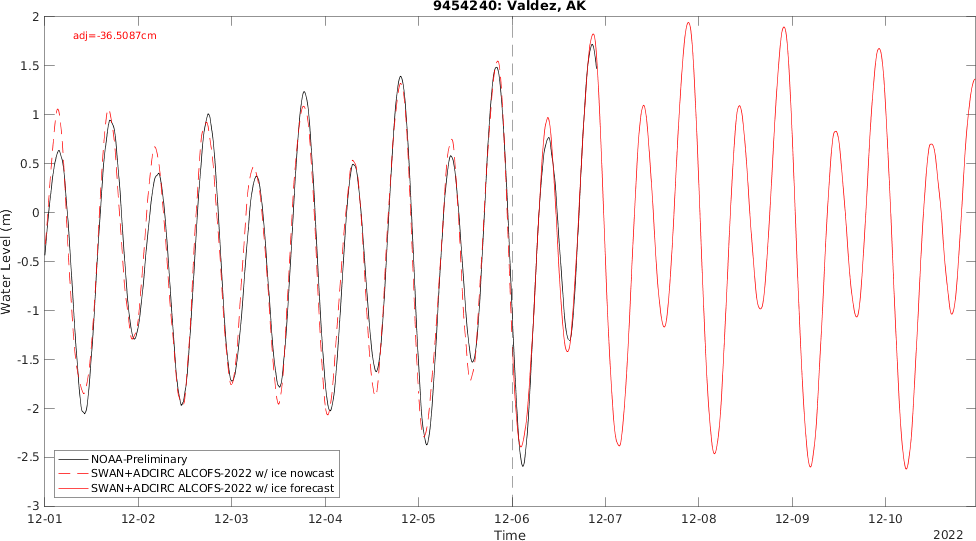 9454240: Valdez, AK
adj=-36.5087cm
Water Level (m)
2
1.5
1
0.5
0
-0.5
-1
-1.5
-2
-2.5
-3
NOAA-Preliminary
SWAN+ADCIRC ALCOFS-2022 w/ ice nowcast
SWAN+ADCIRC ALCOFS-2022 w/ ice forecast
12-01 12-02 12-03 12-04 12-05 12-06 12-07 12-08 12-09 12-10
Time
2022